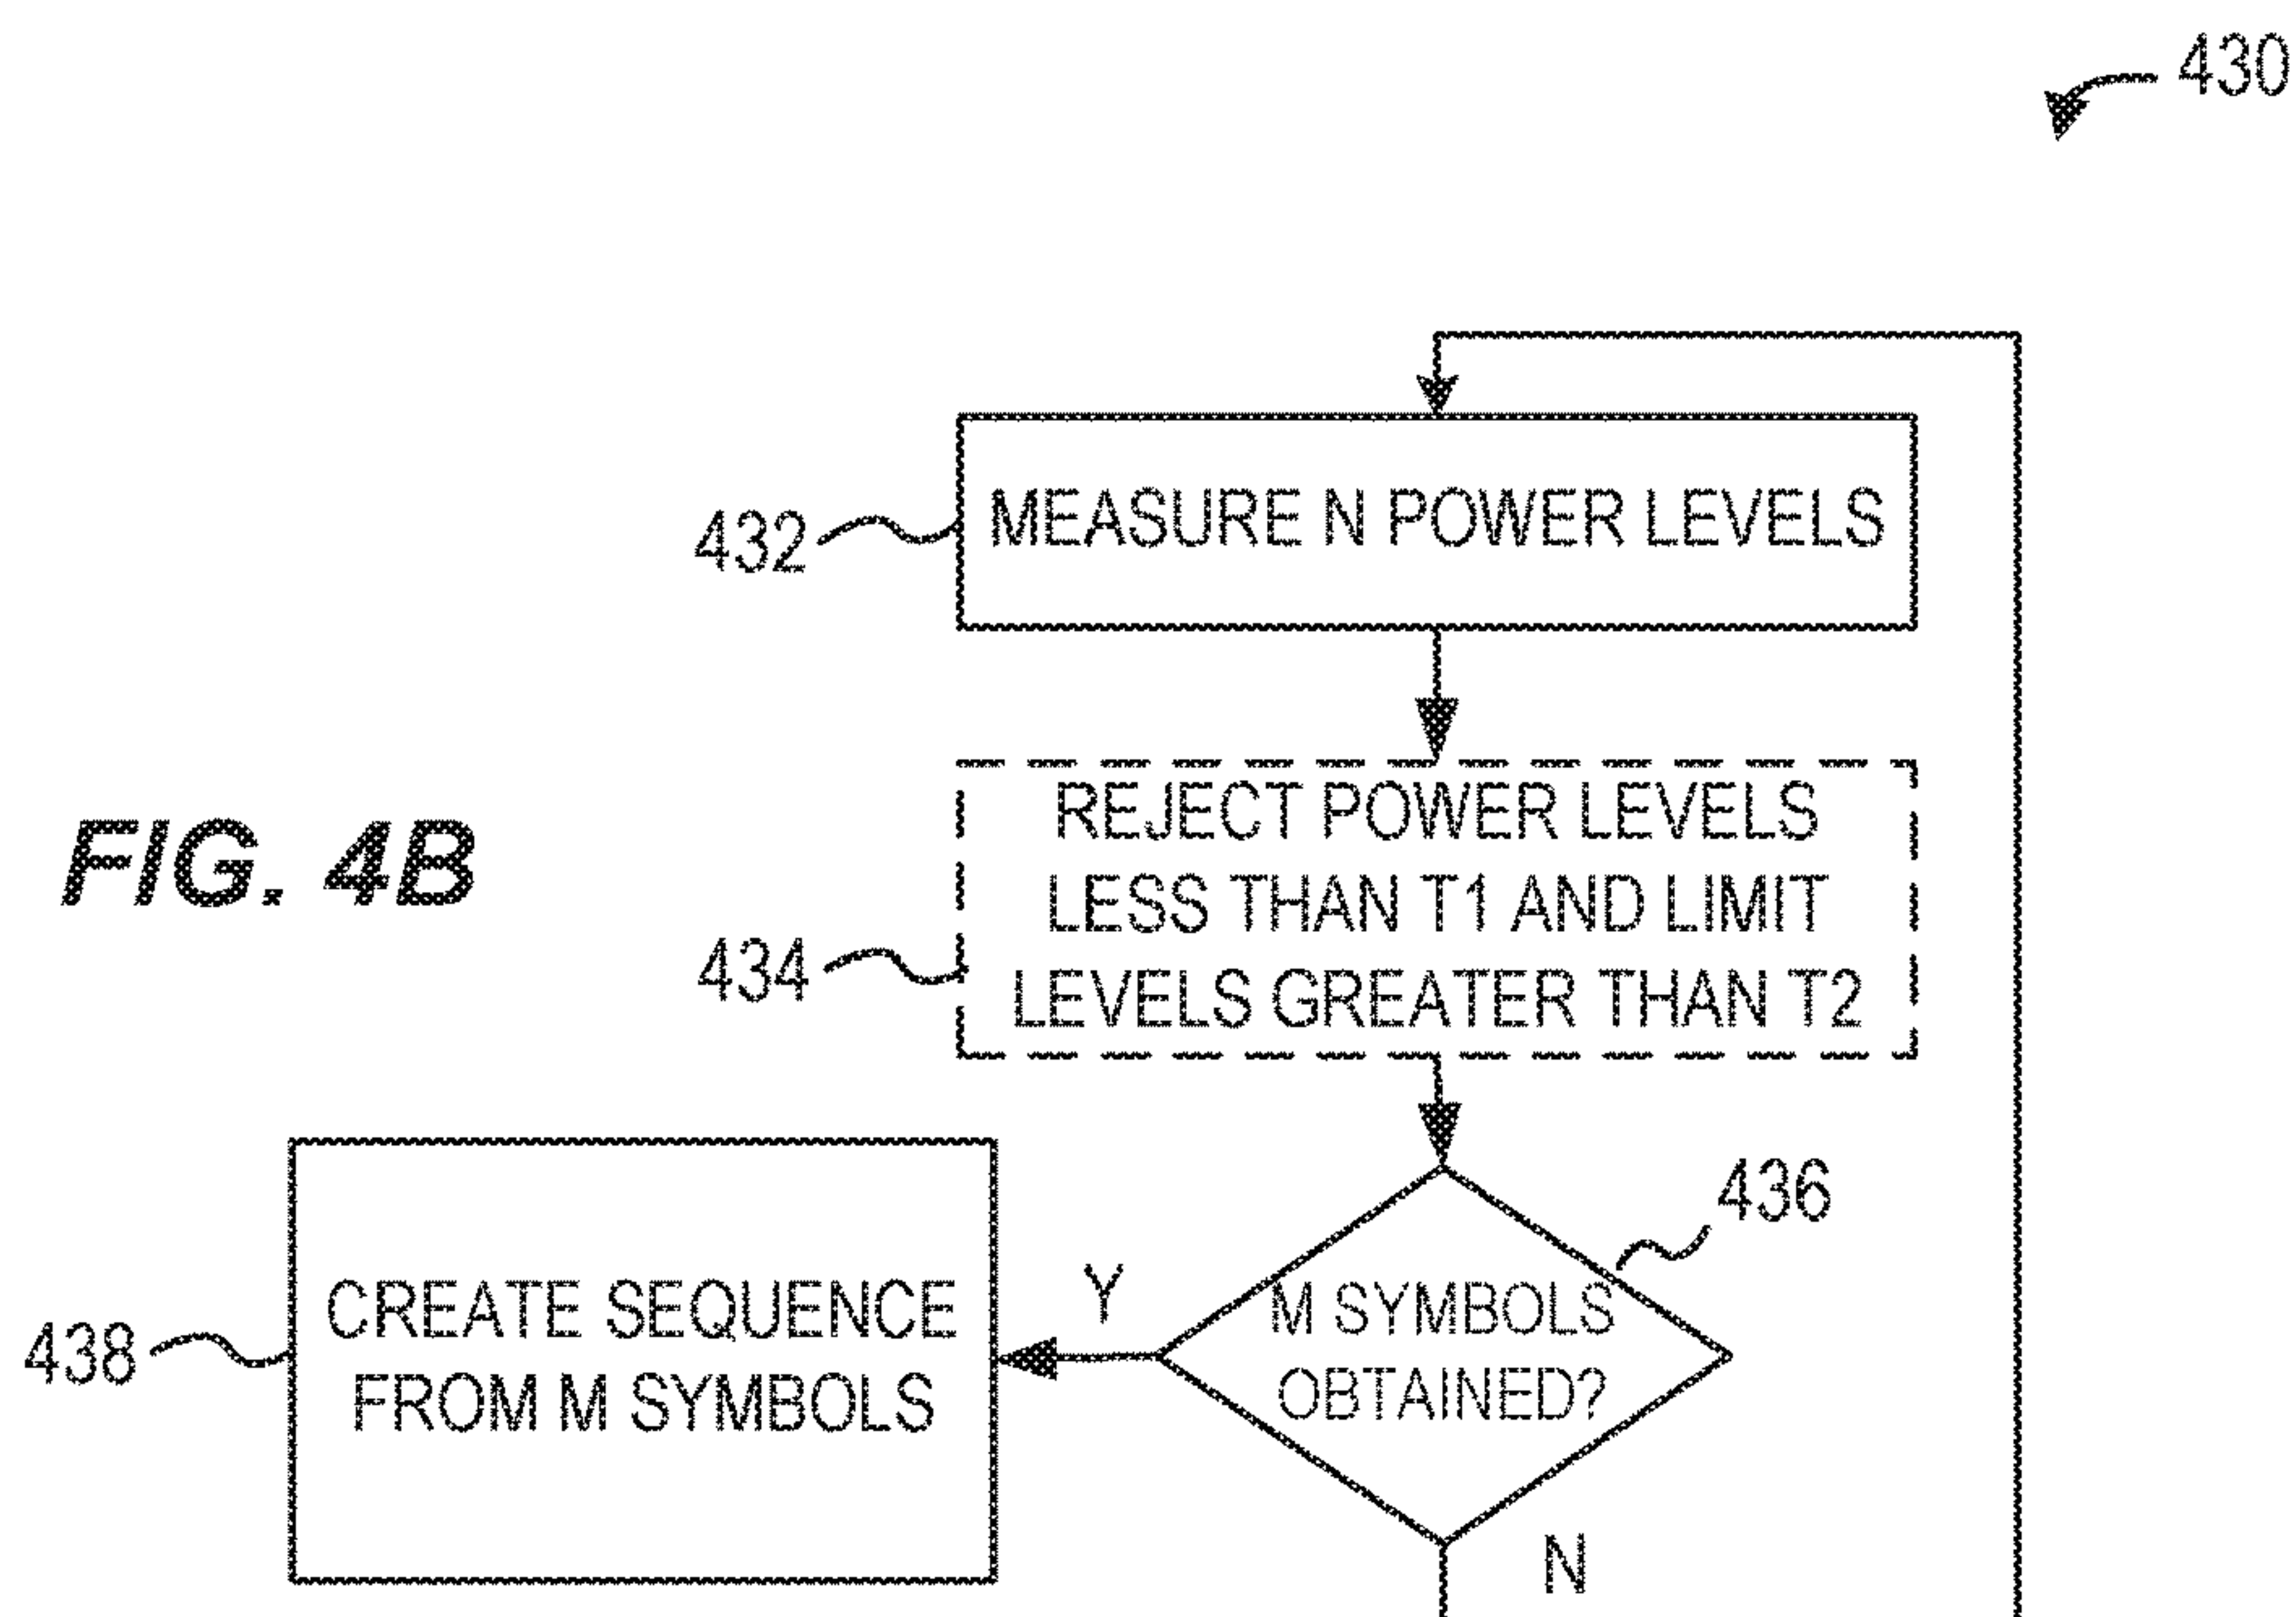 430
432
MEASURE N POWER LEVELS
REJECT POWER LEVELS
LESS THAN T1 AND LIMIT
LEVELS GREATER THAN T2
434
FIG. 4B
436
M SYMBOLS
OBTAINED?
Y
N
438
CREATE SEQUENCE
FROM M SYMBOLS